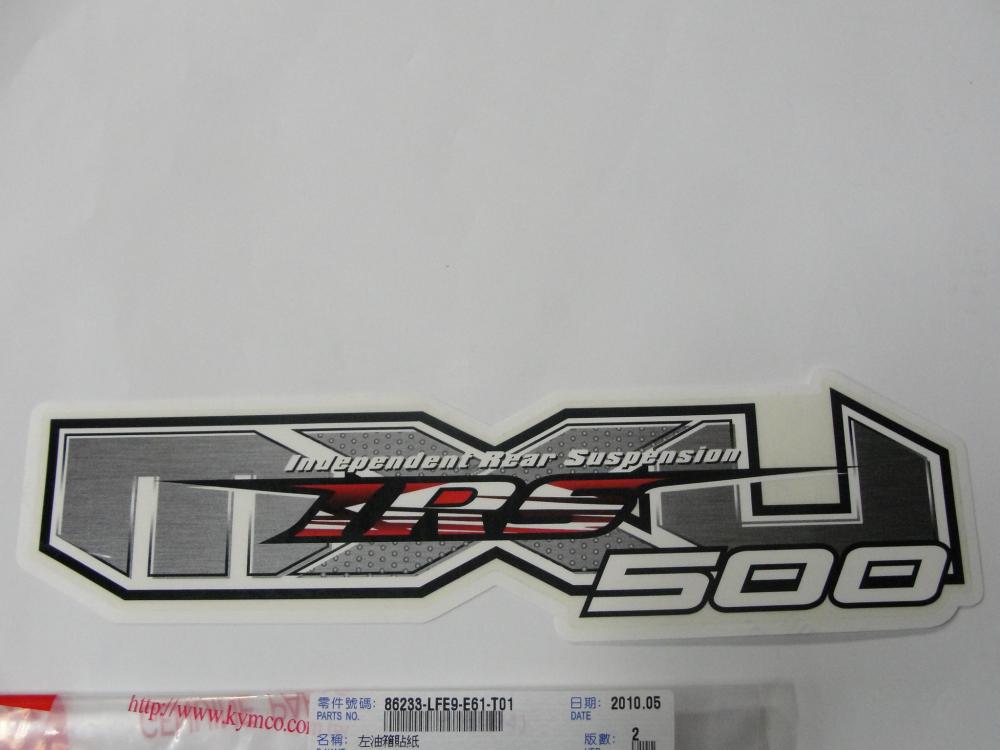 MXU
Independent Rear Suspension
IRS
500
http://www.kymco.co
零件號碼: 86233-LFE9-E61-T01
PARTS NO.
日期: 2010.05
DATE
名稱: 左油箱貼紙
版數: 2